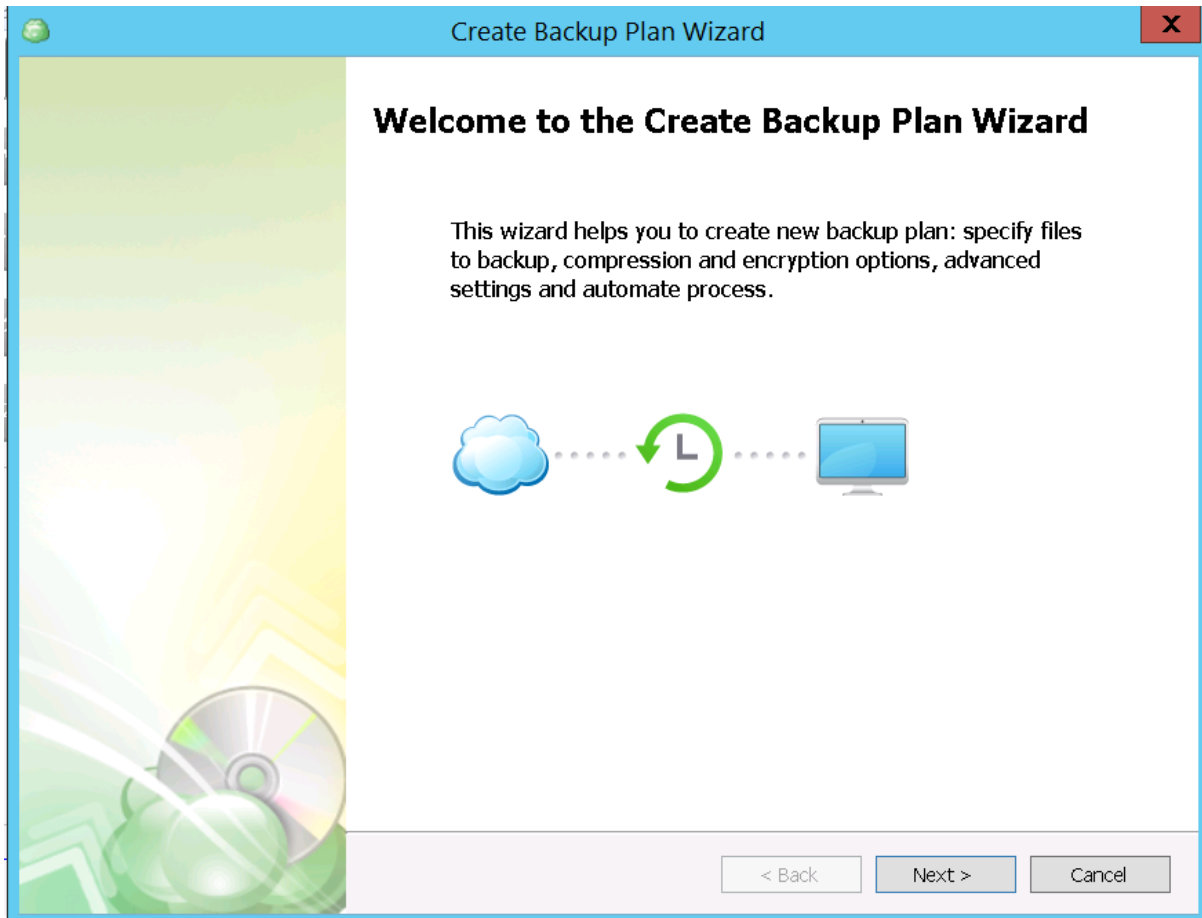 Create Backup Plan Wizard
X
Welcome to the Create Backup Plan Wizard
This wizard helps you to create new backup plan: specify files
to backup, compression and encryption options, advanced
settings and automate process.
< Back
Next >
Cancel